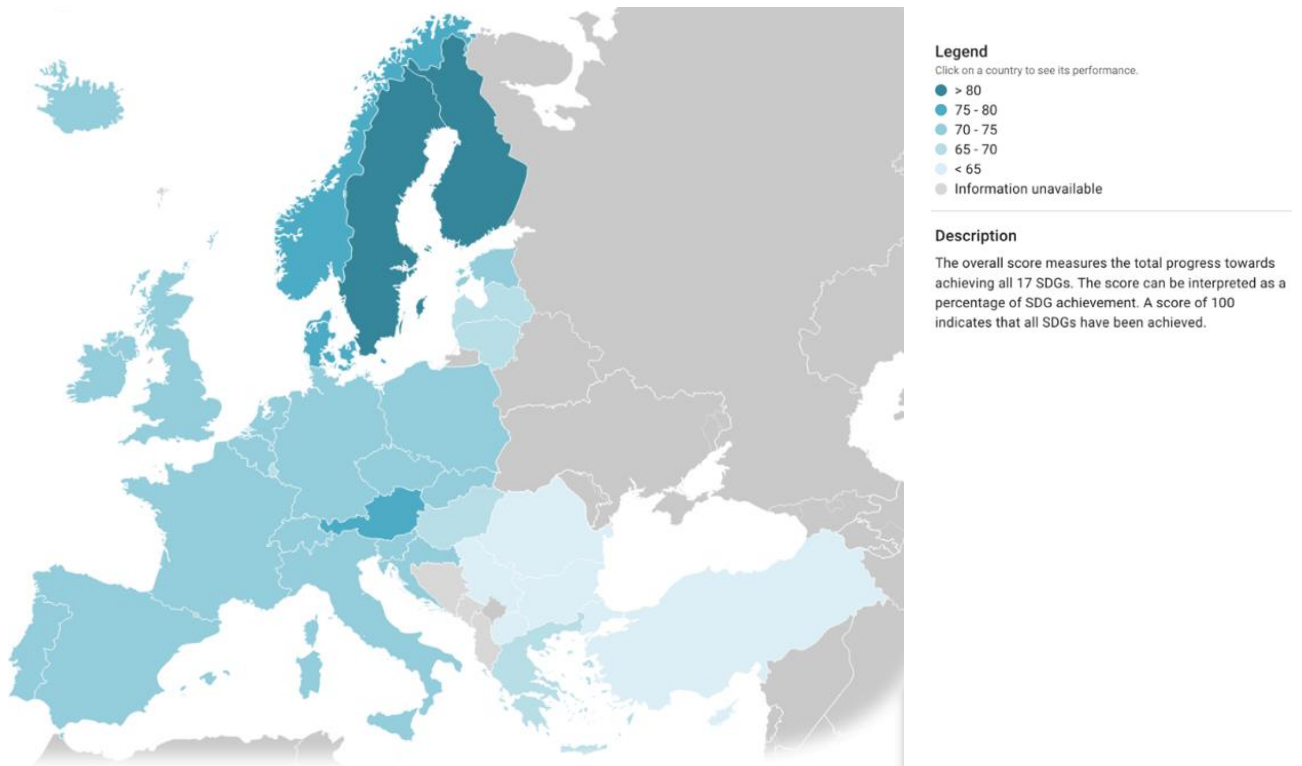 Legend
Click on a country to see its performance.
> 80
75 - 80
70 - 75
65 - 70
< 65
Information unavailable
Description
The overall score measures the total progress towards
achieving all 17 SDGs. The score can be interpreted as a
percentage of SDG achievement. A score of 100
indicates that all SDGs have been achieved.